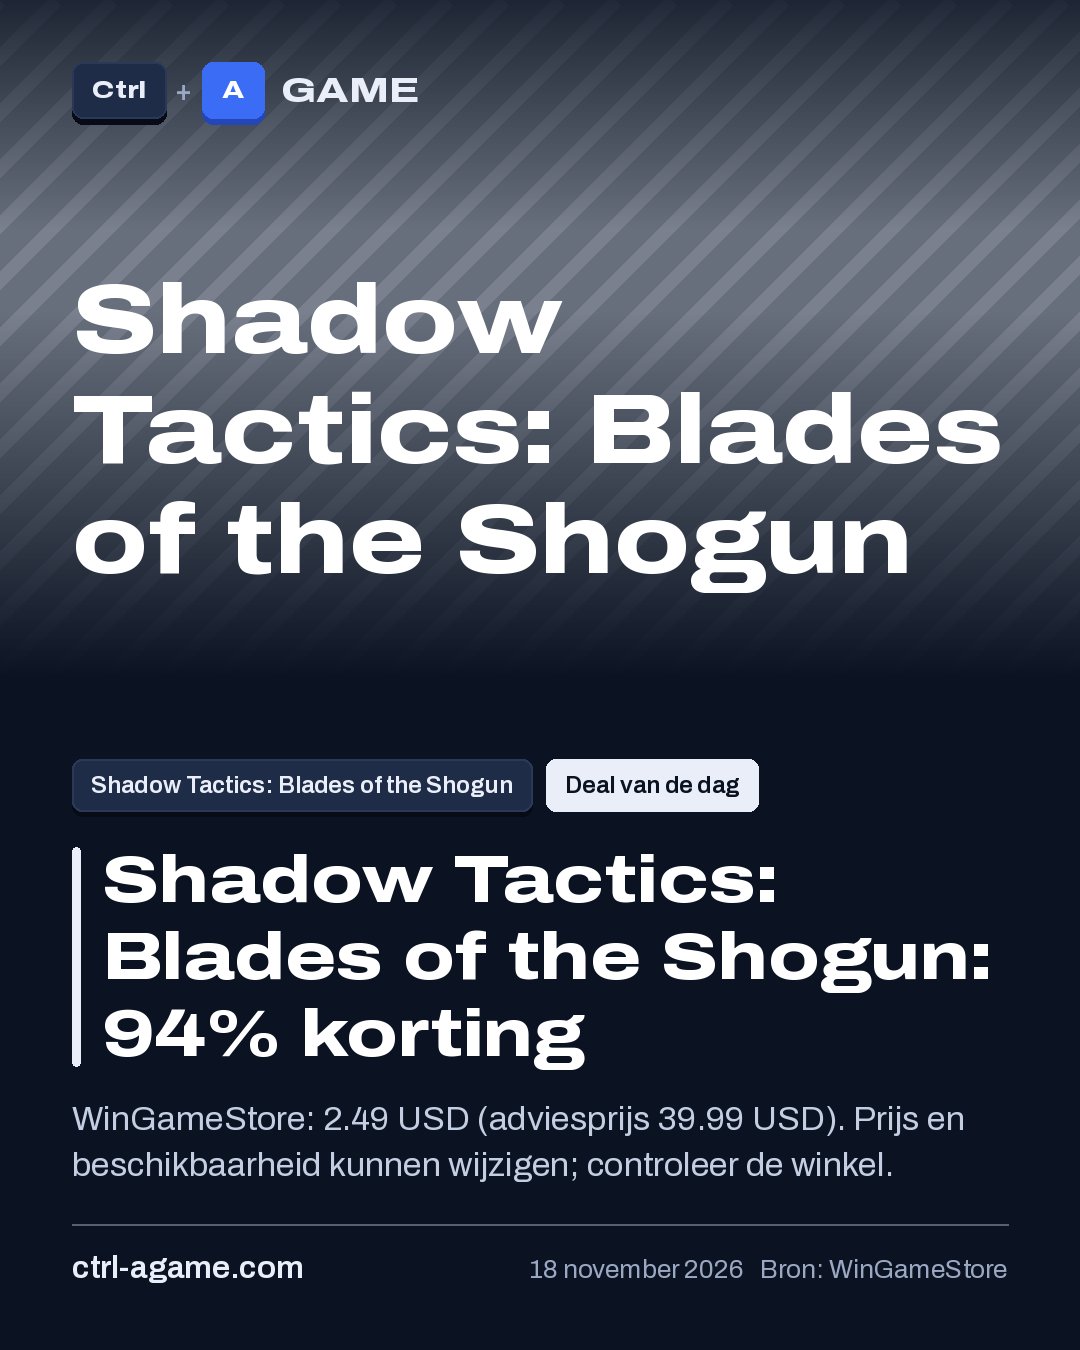 Ctrl + A GAME
Shadow
Tactics: Blades
of the Shogun
Shadow Tactics: Blades of the Shogun Deal van de dag
Shadow Tactics:
Blades of the Shogun:
94% korting
WinGameStore: 2.49 USD (adviesprijs 39.99 USD). Prijs en
beschikbaarheid kunnen wijzigen; controleer de winkel.
ctrl-agame.com 18 november 2026 Bron: WinGameStore